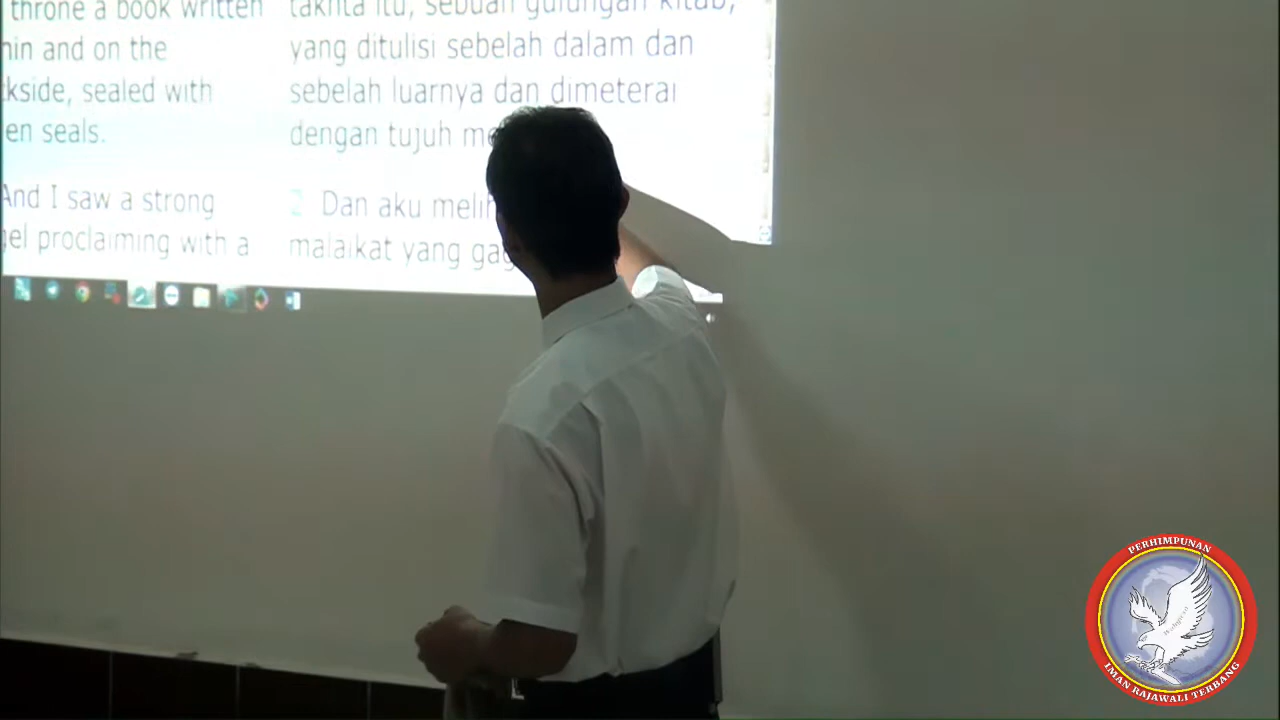 throne a book written
hin and on the
kside, sealed with
en seals.
And I saw a strong
gel proclaiming with a
takhta itu, sebuah gulungan kitab,
yang ditulisi sebelah dalam dan
sebelah luarnya dan dimeterai
dengan tujuh me
2 Dan aku melih
malaikat yang gag
PERHIMPUNAN
IMAN RAJAWALI TERBANG